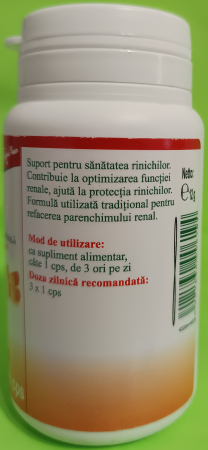 Suport pentru sănătatea rinichilor.
Contribuie la optimizarea funcției
renale, ajută la protecția rinichilor.
Formulă utilizată tradițional pentru
refacerea parenchimului renal.
Mod de utilizare:
ca supliment alimentar,
câte 1 cps, de 3 ori pe zi
Doza zilnică recomandată:
3 x 1 cps
cps